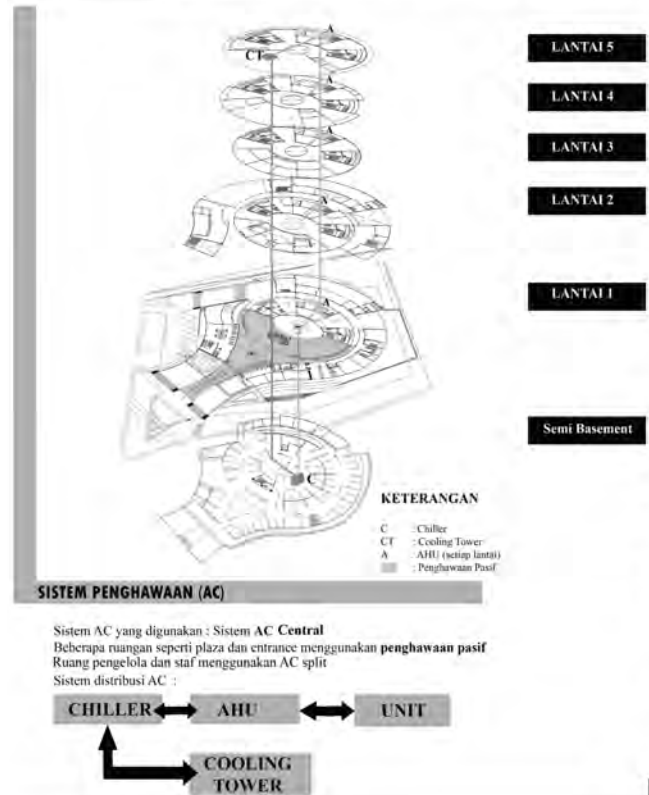 A
CT
LANTAI 5
A
LANTAI 4
A
LANTAI 3
A
LANTAI 2
A
LANTAI 1
Semi Basement
C
KETERANGAN
C : Chiller
CT : Cooling Tower
A : AHU (setiap lantai)
: Penghawaan Pasif
SISTEM PENGHAWAAN (AC)
Sistem AC yang digunakan : Sistem AC Central
Beberapa ruangan seperti plaza dan entrance menggunakan penghawaan pasif
Ruang pengelola dan staf menggunakan AC split
Sistem distribusi AC :
CHILLER AHU UNIT
COOLING
TOWER